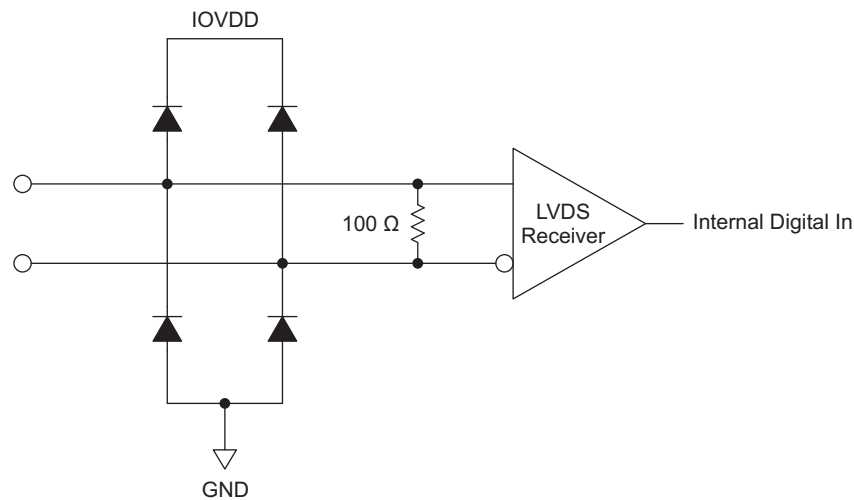 IOVDD
100 Ω
LVDS
Receiver
Internal Digital In
GND